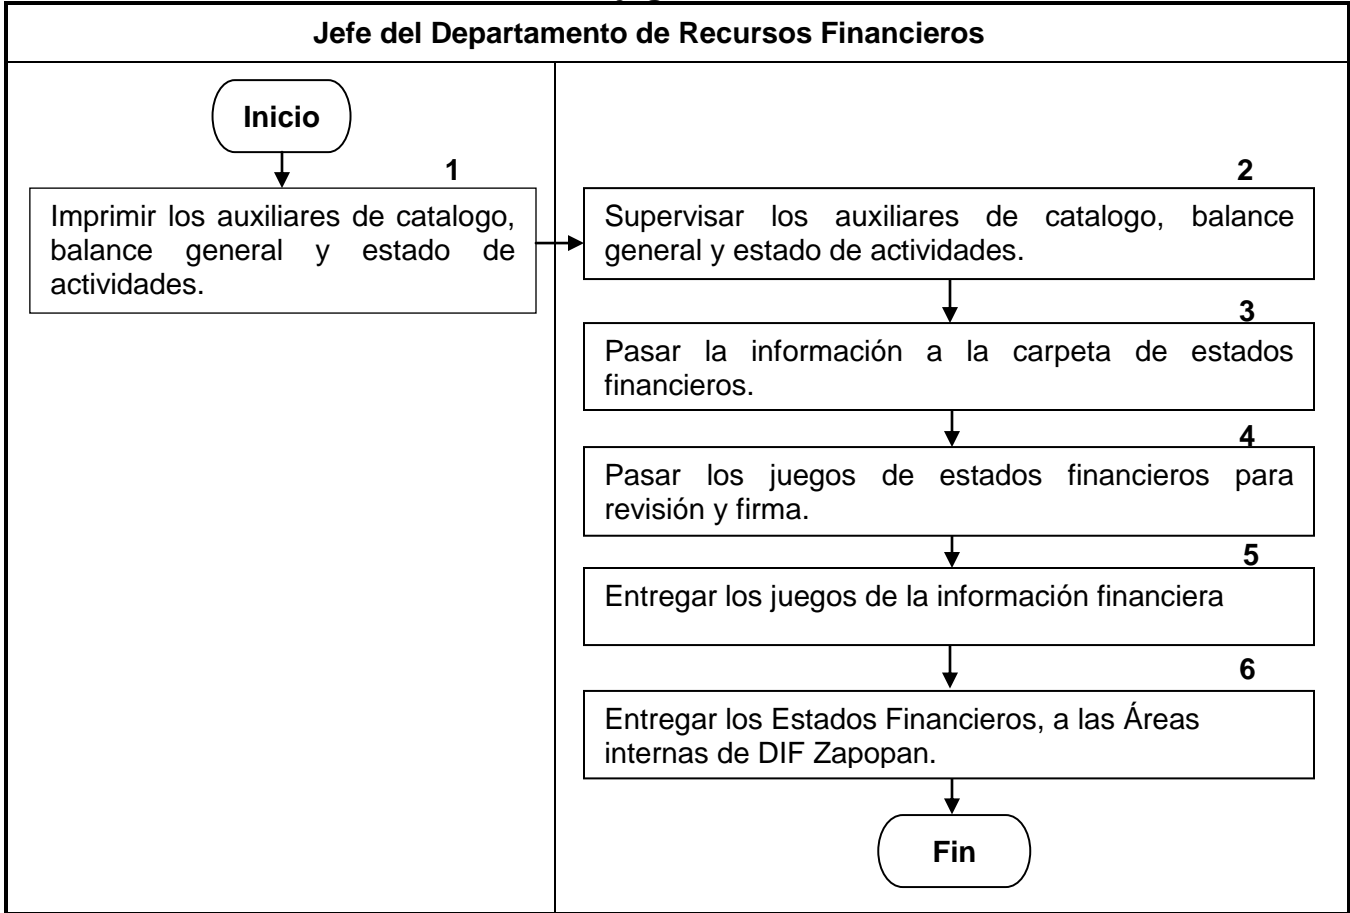 Jefe del Departamento de Recursos Financieros
Inicio
1
Imprimir los auxiliares de catalogo,
balance general y estado de
actividades.
2
Supervisar los auxiliares de catalogo, balance
general y estado de actividades.
3
Pasar la información a la carpeta de estados
financieros.
4
Pasar los juegos de estados financieros para
revisión y firma.
5
Entregar los juegos de la información financiera
6
Entregar los Estados Financieros, a las Áreas
internas de DIF Zapopan.
Fin